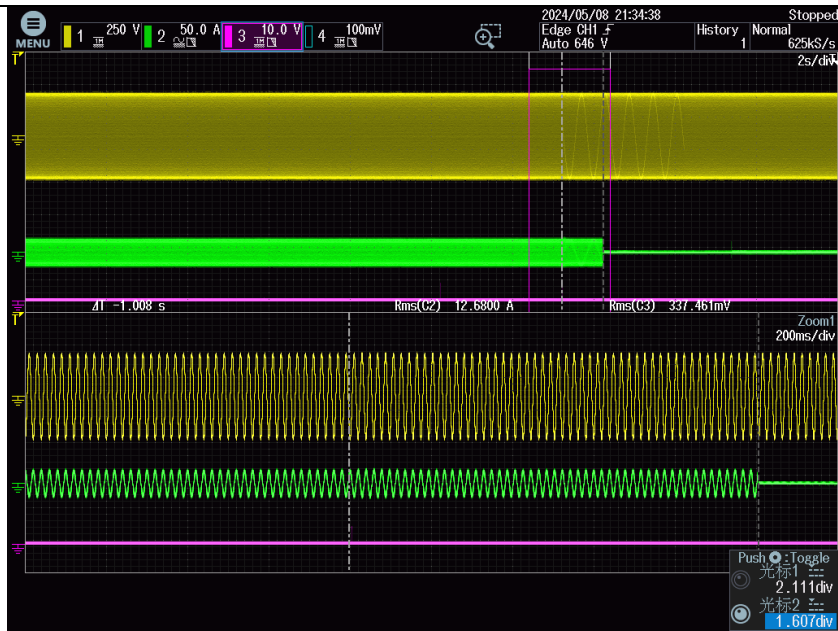 2024/05/08 21:34:38 Stopped
MENU 1 250 V 2 50.0 A 3 10.0 V 4 100mV Edge CH1 History Normal
Auto 646 V 1 625kS/s
2s/div
ΔT -1.008 s Rms(C2) 12.6800 A Rms(C3) 337.461mV
Zoom1
200ms/div
Push :Toggle
光标1
2.111div
光标2
1.607div